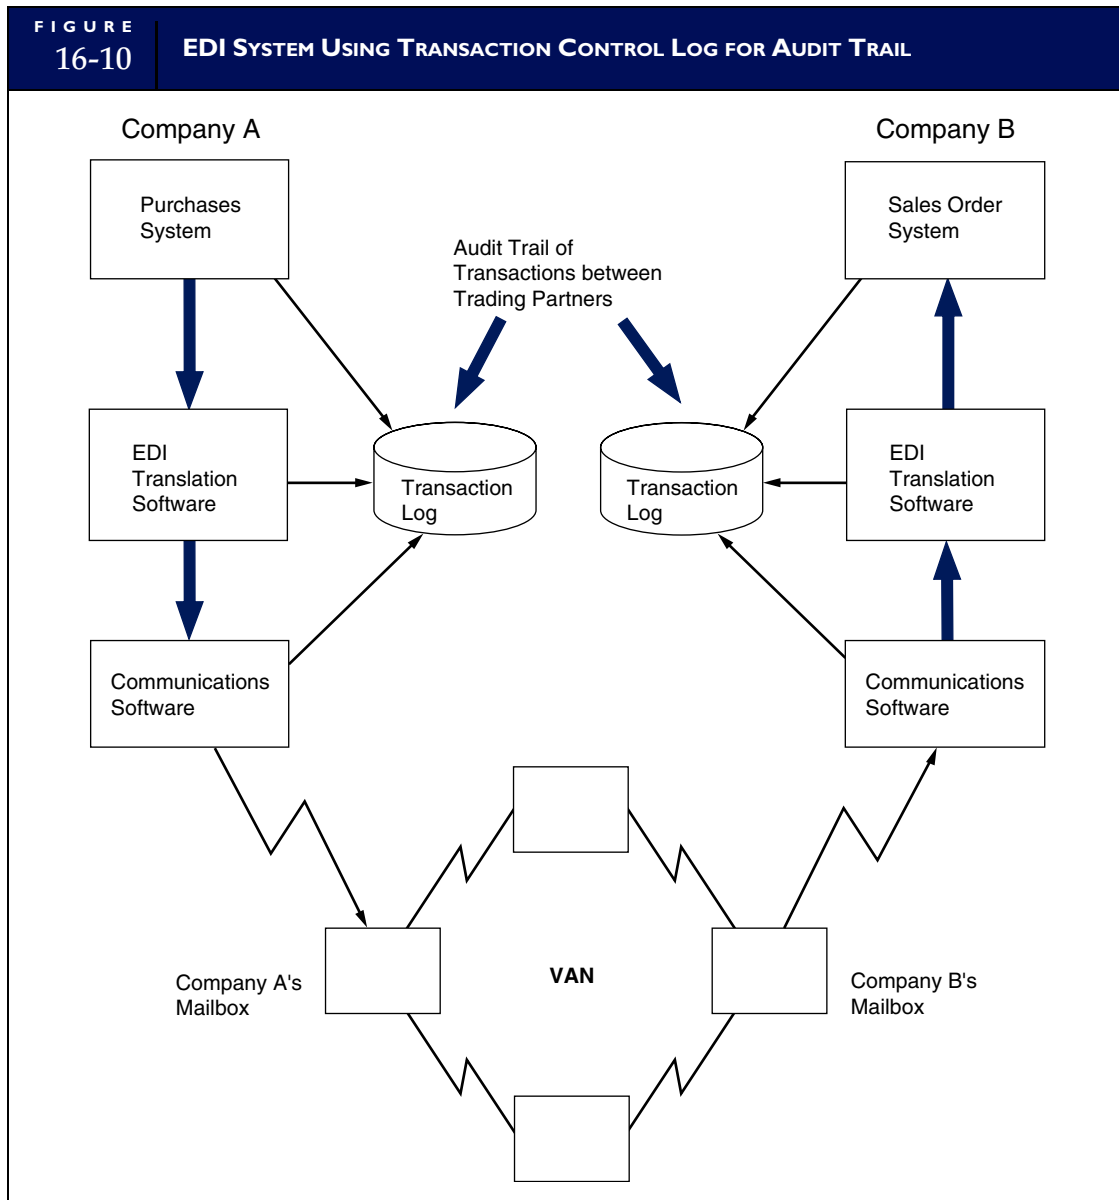 FIGURE
16-10
EDI SYSTEM USING TRANSACTION CONTROL LOG FOR AUDIT TRAIL
Company A
Company B
Purchases
System
Sales Order
System
Audit Trail of
Transactions between
Trading Partners
EDI
Translation
Software
Transaction
Log
Transaction
Log
EDI
Translation
Software
Communications
Software
Communications
Software
Company A's
Mailbox
VAN
Company B's
Mailbox